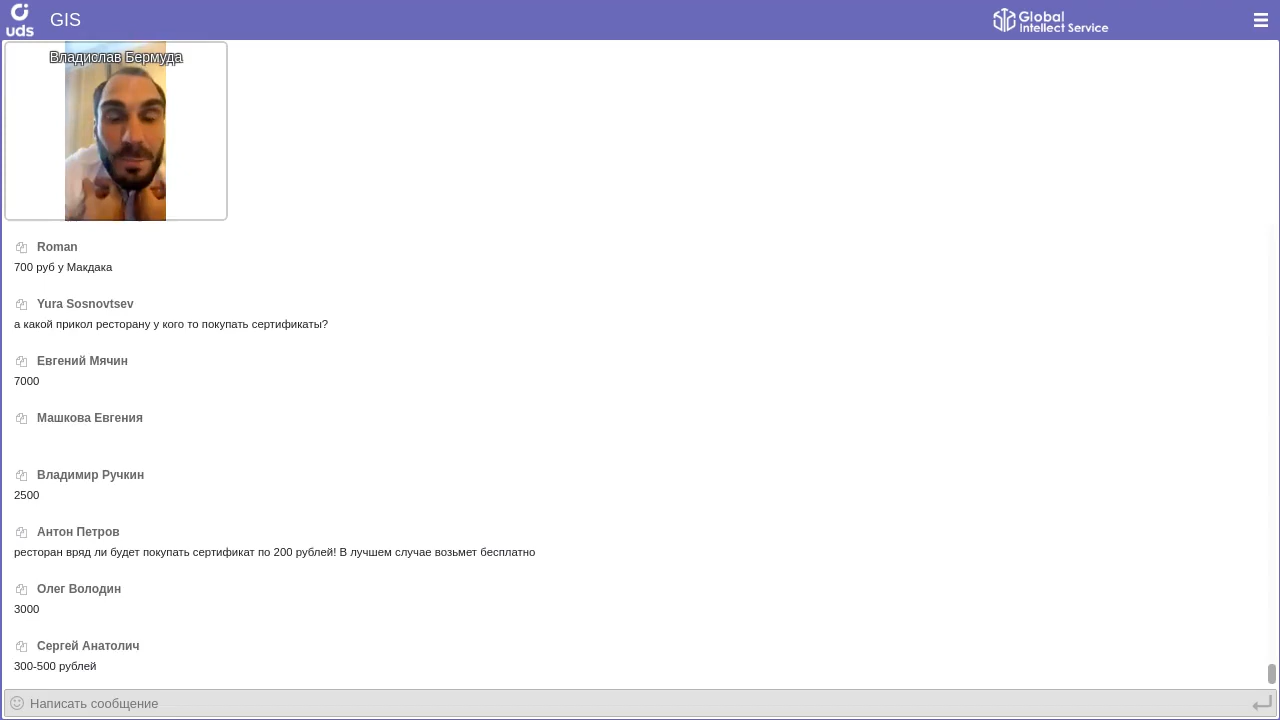 uds
GIS
Global
Intellect Service
Владислав Бермуда
Roman
700 руб у Макдака
Yura Sosnovtsev
а какой прикол ресторану у кого то покупать сертификаты?
Евгений Мячин
7000
Машкова Евгения
Владимир Ручкин
2500
Антон Петров
ресторан вряд ли будет покупать сертификат по 200 рублей! В лучшем случае возьмет бесплатно
Олег Володин
3000
Сергей Анатолич
300-500 рублей
Написать сообщение